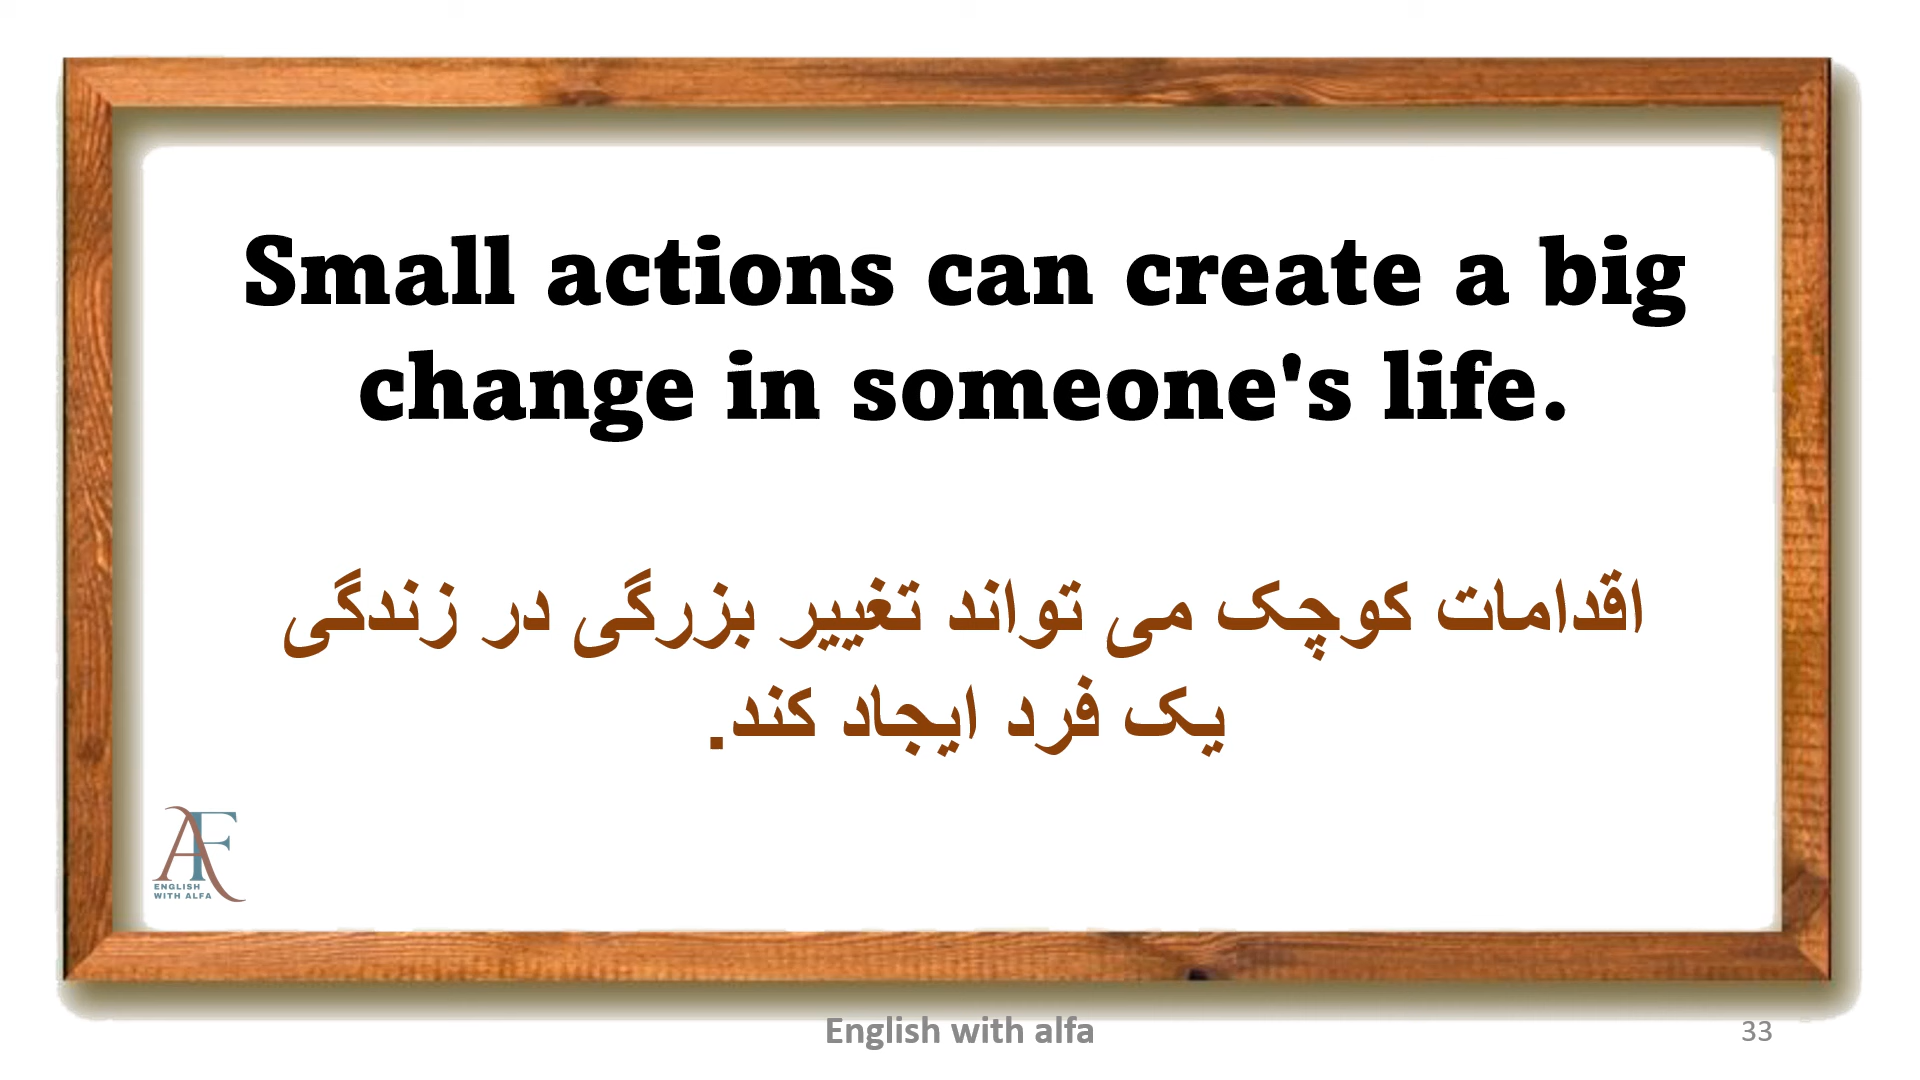 Small actions can create a big
change in someone's life.
اقدامات کوچک می تواند تغییر بزرگی در زندگی
یک فرد ایجاد کند.
AF
ENGLISH
WITH ALFA
English with alfa
33